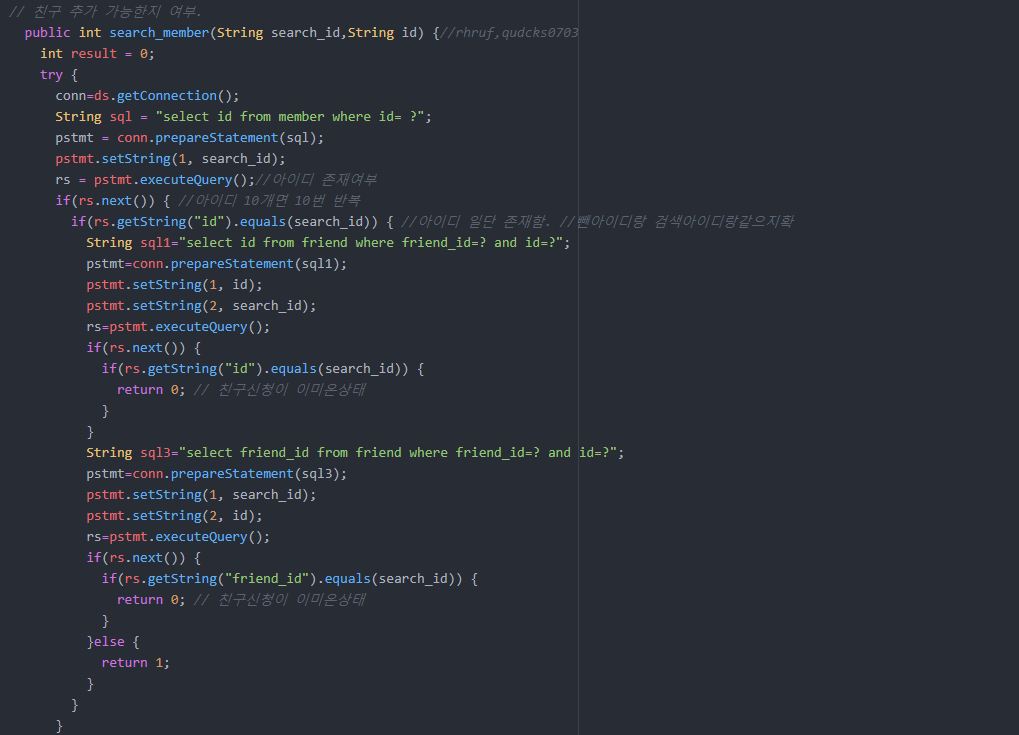 // 친구 추가 가능한지 여부.
public int search_member(String search_id,String id) {//rhruf,qudcks0703
int result = 0;
try {
conn=ds.getConnection();
String sql = "select id from member where id= ?";
pstmt = conn.prepareStatement(sql);
pstmt.setString(1, search_id);
rs = pstmt.executeQuery();//아이디 존재여부
if(rs.next()) { //아이디 10개면 10번 반복
if(rs.getString("id").equals(search_id)) { //아이디 일단 존재함. //뺀아이디랑 검색아이디랑같으지확
String sql1="select id from friend where friend_id=? and id=?";
pstmt=conn.prepareStatement(sql1);
pstmt.setString(1, id);
pstmt.setString(2, search_id);
rs=pstmt.executeQuery();
if(rs.next()) {
if(rs.getString("id").equals(search_id)) {
return 0; // 친구신청이 이미온상태
}
}
String sql3="select friend_id from friend where friend_id=? and id=?";
pstmt=conn.prepareStatement(sql3);
pstmt.setString(1, search_id);
pstmt.setString(2, id);
rs=pstmt.executeQuery();
if(rs.next()) {
if(rs.getString("friend_id").equals(search_id)) {
return 0; // 친구신청이 이미온상태
}
}else {
return 1;
}
}
}